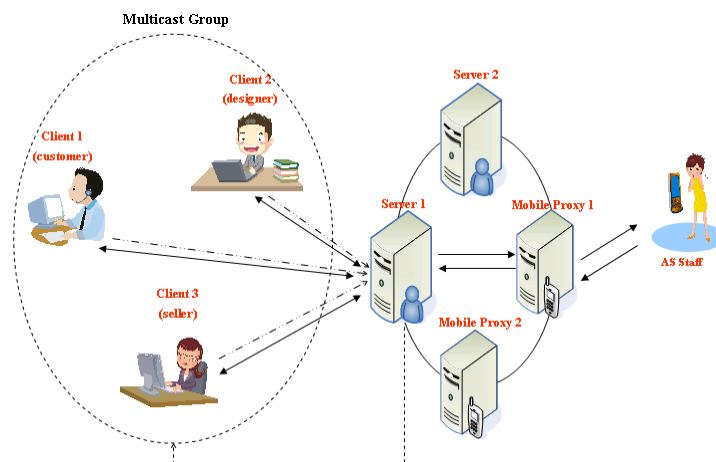 Multicast Group
Client 2
(designer)
Server 2
Client 1
(customer)
Server 1
Mobile Proxy 1
AS Staff
Client 3
(seller)
Mobile Proxy 2